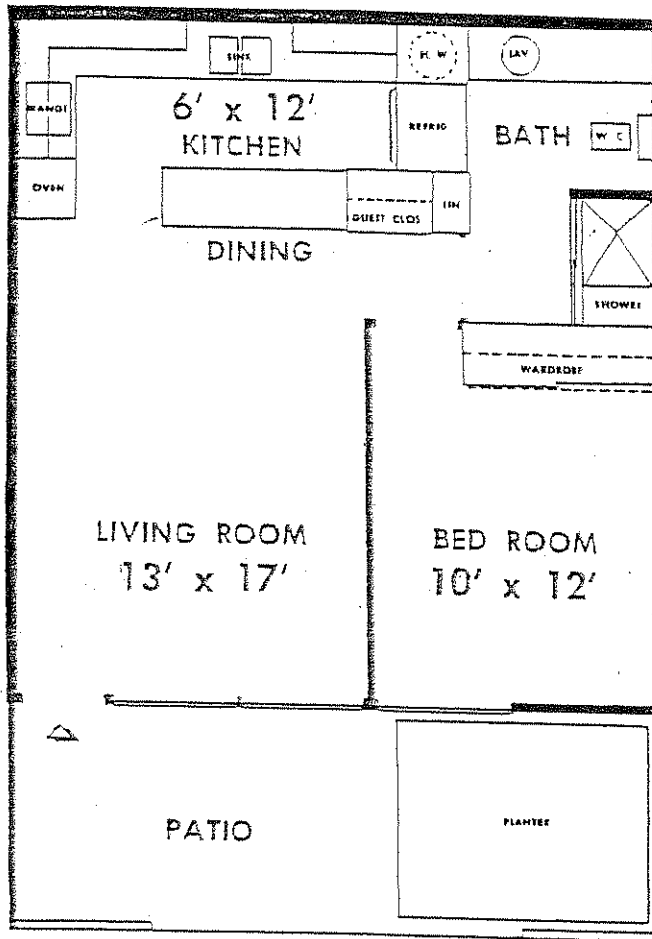 SINK
H.W
LAV
RANGE
6' x 12'
KITCHEN
REFRIG
BATH
W C
OVEN
GUEST CLOS
LIN
DINING
SHOWER
WARDROBE
LIVING ROOM
13' x 17'
BED ROOM
10' x 12'
PATIO
PLANTER